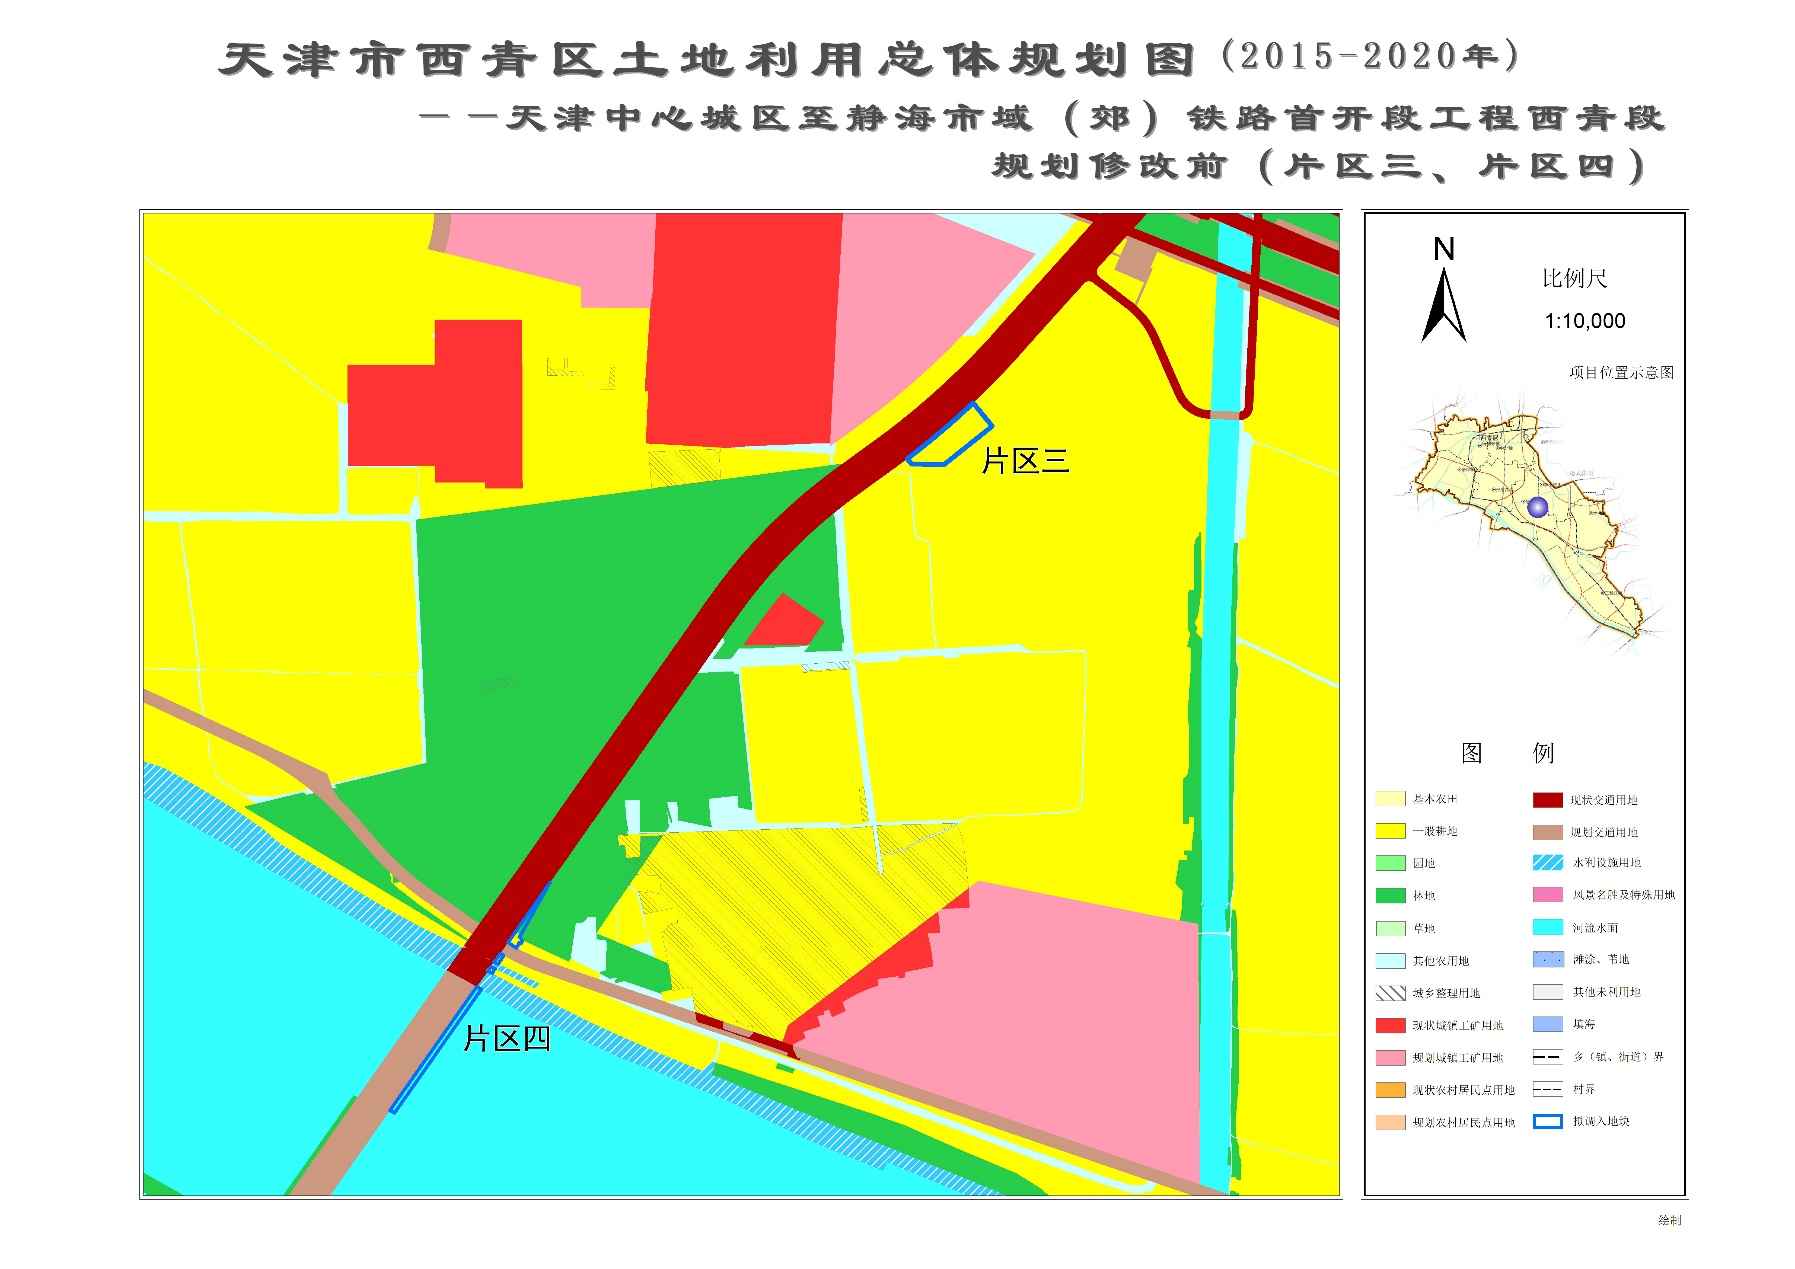 天津市西青区土地利用总体规划图(2015-2020年)
——天津中心城区至静海市域（郊）铁路首开段工程西青段
规划修改前（片区三、片区四）
N
比例尺
1:10,000
项目位置示意图
片区三
片区四
图 例
基本农田
一般耕地
园地
林地
草地
其他农用地
城乡整理用地
现状城镇工矿用地
规划城镇工矿用地
现状农村居民点用地
规划农村居民点用地
现状交通用地
规划交通用地
水利设施用地
风景名胜及特殊用地
河流水面
滩涂、苇地
其他未利用地
填海
乡（镇、街道）界
村界
拟调入地块
绘制